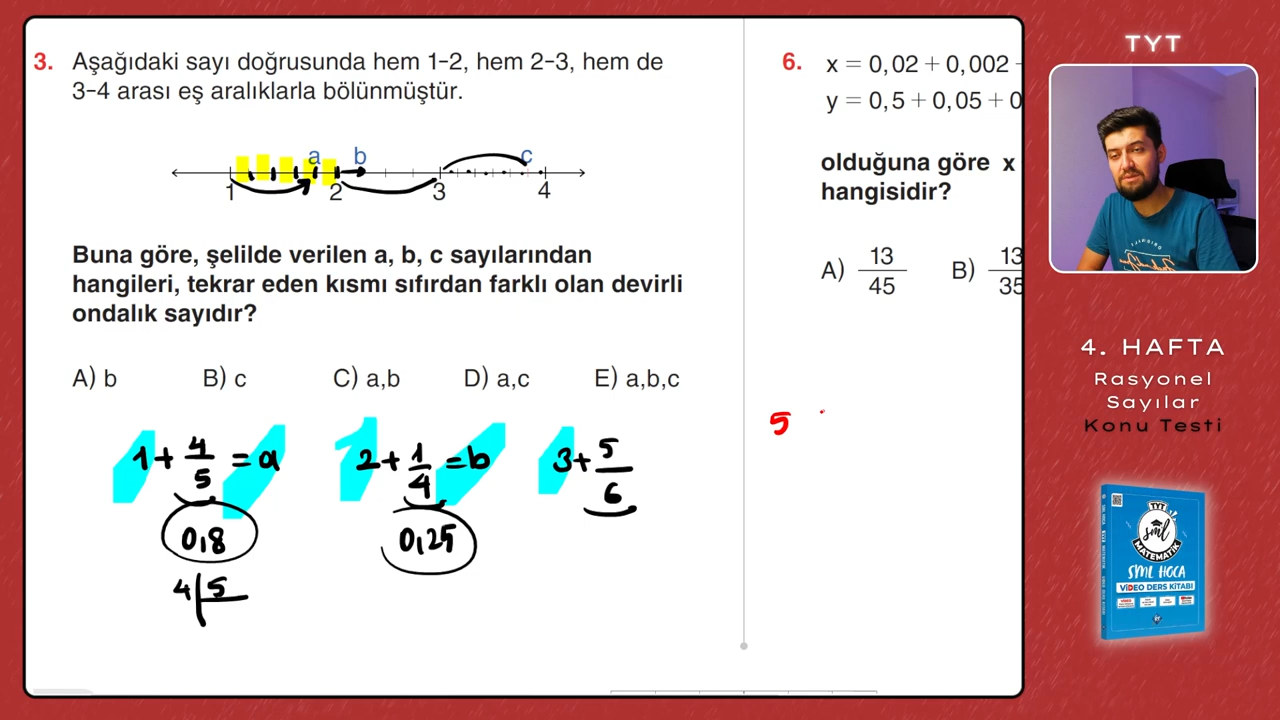 3. Aşağıdaki sayı doğrusunda hem 1-2, hem 2-3, hem de
3-4 arası eş aralıklarla bölünmüştür.
a b c
1 2 3 4
Buna göre, şelilde verilen a, b, c sayılarından
hangileri, tekrar eden kısmı sıfırdan farklı olan devirli
ondalık sayıdır?
A) b B) c C) a,b D) a,c E) a,b,c
1 + 4/5 = a 2 + 1/4 = b 3 + 5/6
0,8 0,25
4 5
6. x = 0,02 + 0,002
y = 0,5 + 0,05 + 0
olduğuna göre x
hangisidir?
A) 13/45 B) 13/35
5
TYT
4. HAFTA
Rasyonel
Sayılar
Konu Testi
TYT
sml
MATEMATİK
SML HOCA
VİDEO DERS KİTABI